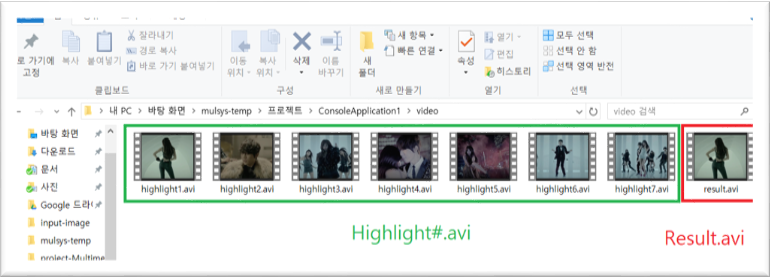 잘라내기
경로 복사
바로 가기 붙여넣기
로 가기에
고정
복사
붙여넣기
클립보드
이동
위치
복사
위치
삭제
이름
바꾸기
구성
새
폴더
새 항목
빠른 연결
새로 만들기
속성
열기
편집
히스토리
열기
모두 선택
선택 안 함
선택 영역 반전
선택
내 PC > 바탕 화면 > mulsys-temp > 프로젝트 > ConsoleApplication1 > video
video 검색
바탕 화면
다운로드
문서
사진
Google 드라이
input-image
mulsys-temp
project-Multime
highlight1.avi
highlight2.avi
highlight3.avi
highlight4.avi
highlight5.avi
highlight6.avi
highlight7.avi
result.avi
Highlight#.avi
Result.avi